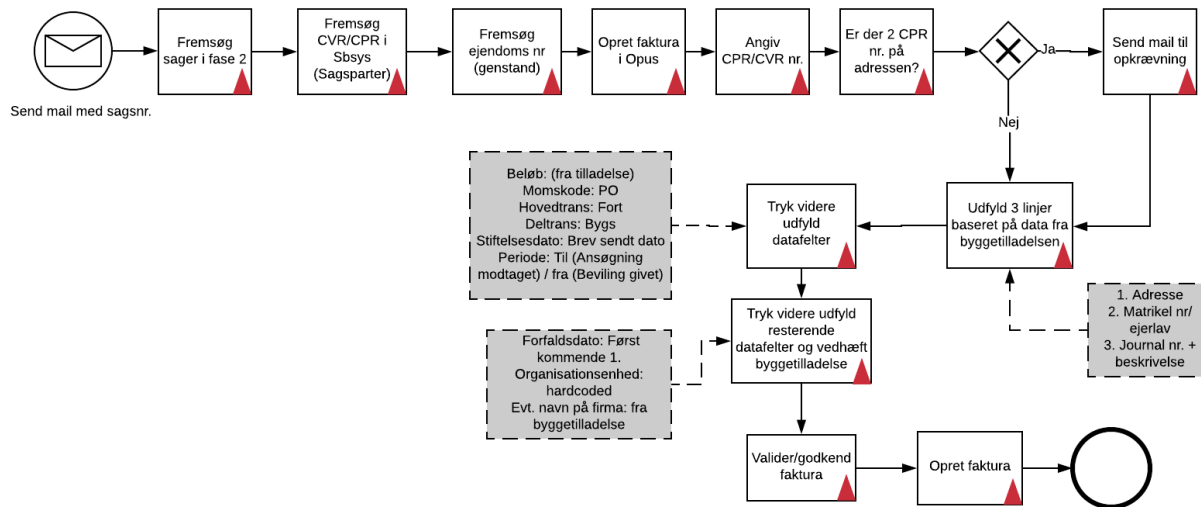 Send mail med sagsnr.
Fremsøg
sager i fase 2
Fremsøg
CVR/CPR i
Sbsys
(Sagsparter)
Fremsøg
ejendoms nr
(genstand)
Opret faktura
i Opus
Angiv
CPR/CVR nr.
Er der 2 CPR
nr. på
adressen?
Ja
Send mail til
opkrævning
Nej
Beløb: (fra tilladelse)
Momskode: PO
Hovedtrans: Fort
Deltrans: Bygs
Stiftelsesdato: Brev sendt dato
Periode: Til (Ansøgning
modtaget) / fra (Beviling givet)
Tryk videre
udfyld
datafelter
Udfyld 3 linjer
baseret på data fra
byggetilladelsen
1. Adresse
2. Matrikel nr/
ejerlav
3. Journal nr. +
beskrivelse
Tryk videre udfyld
resterende
datafelter og vedhæft
byggetilladelse
Forfaldsdato: Først
kommende 1.
Organisationsenhed:
hardcoded
Evt. navn på firma: fra
byggetilladelse
Valider/godkend
faktura
Opret faktura